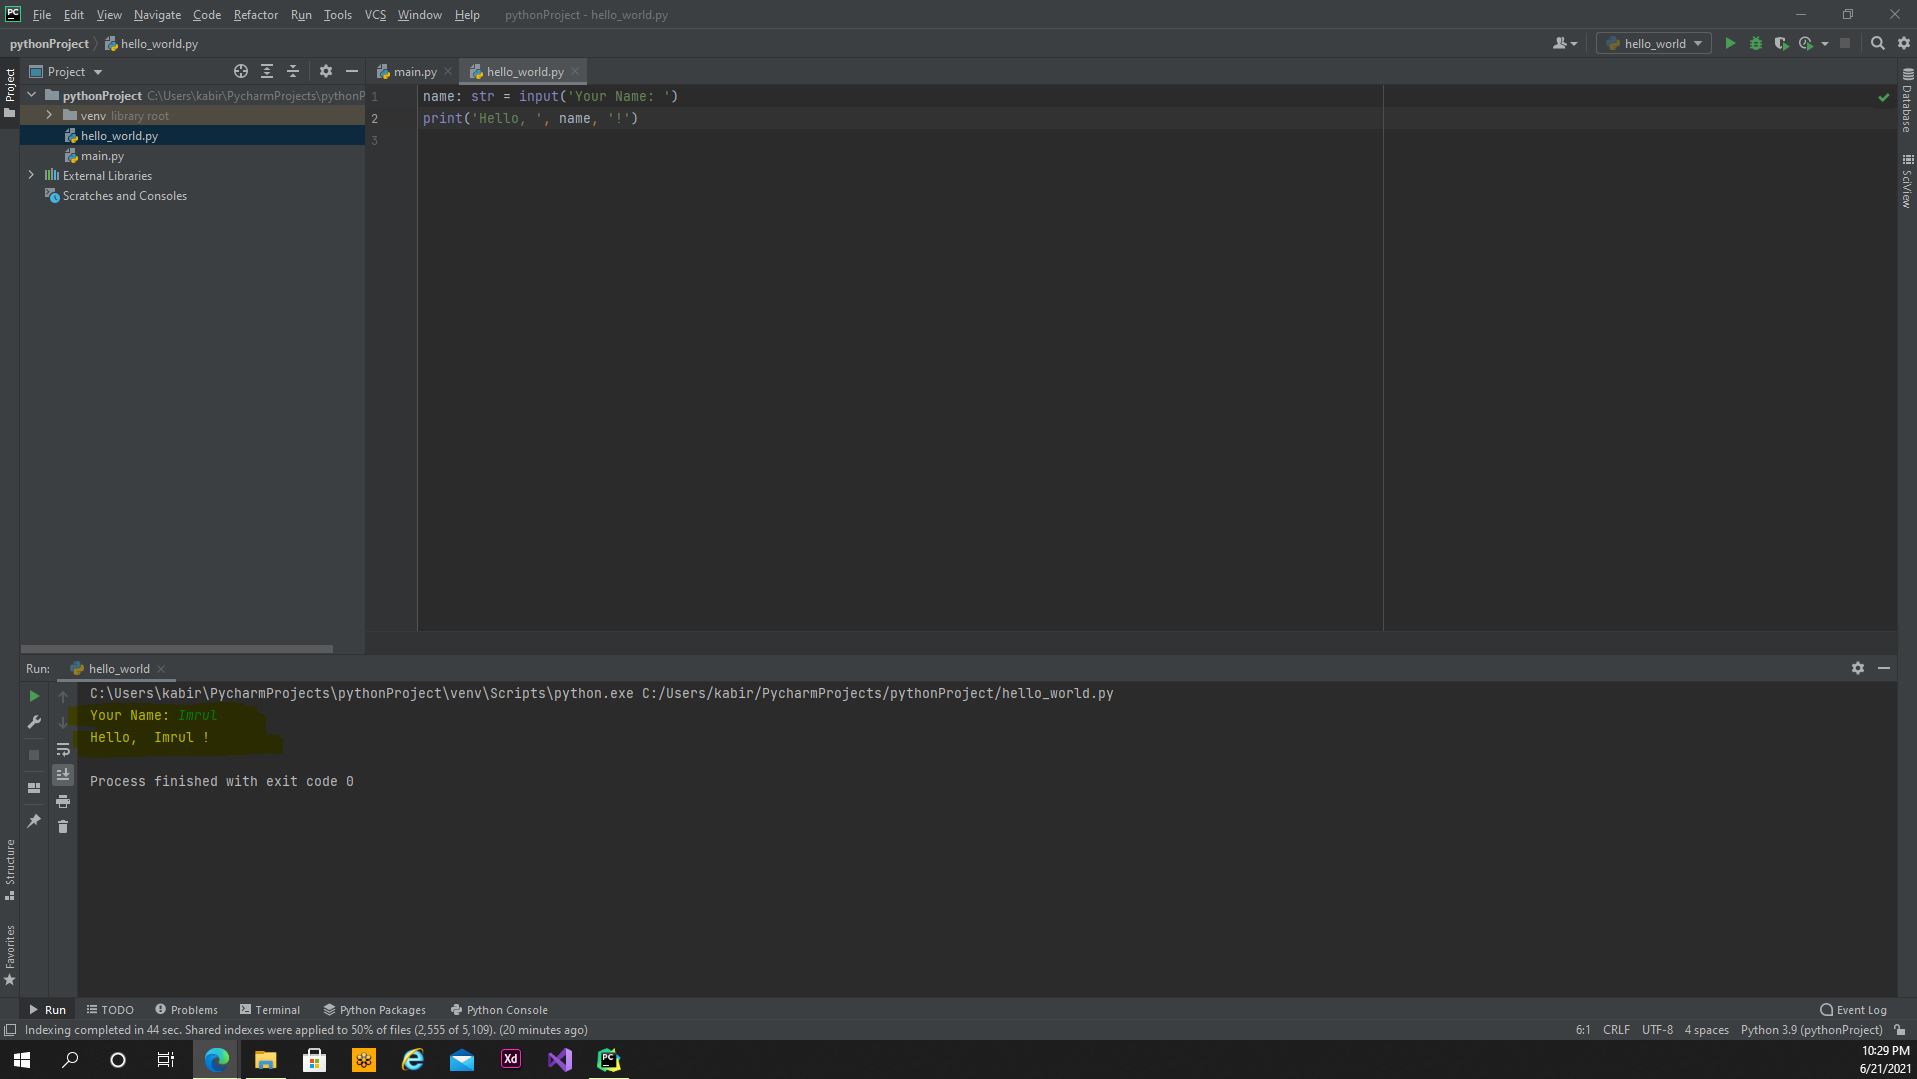 PC File Edit View Navigate Code Refactor Run Tools VCS Window Help pythonProject - hello_world.py
pythonProject hello_world.py hello_world
Project
Project
main.py hello_world.py
pythonProject C:\Users\kabir\PycharmProjects\pythonP
venv library root
hello_world.py
main.py
External Libraries
Scratches and Consoles
1 name: str = input('Your Name: ')
2 print('Hello, ', name, '!')
3
Database
SciView
Run: hello_world
C:\Users\kabir\PycharmProjects\pythonProject\venv\Scripts\python.exe C:/Users/kabir/PycharmProjects/pythonProject/hello_world.py
Your Name: Imrul
Hello,  Imrul !
Process finished with exit code 0
Structure
Favorites
Run TODO Problems Terminal Python Packages Python Console Event Log
Indexing completed in 44 sec. Shared indexes were applied to 50% of files (2,555 of 5,109). (20 minutes ago) 6:1 CRLF UTF-8 4 spaces Python 3.9 (pythonProject)
Xd PC
10:29 PM
6/21/2021